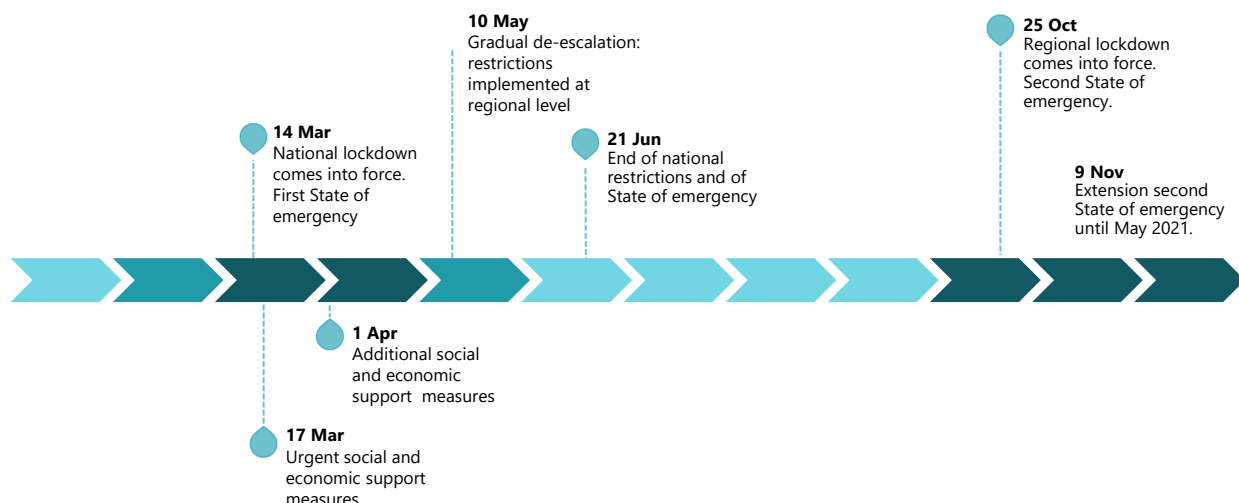 10 May
Gradual de-escalation:
restrictions
implemented at
regional level
25 Oct
Regional lockdown
comes into force.
Second State of
emergency.
14 Mar
National lockdown
comes into force.
First State of
emergency
21 Jun
End of national
restrictions and of
State of emergency
9 Nov
Extension second
State of emergency
until May 2021.
1 Apr
Additional social
and economic
support  measures
17 Mar
Urgent social and
economic support
measures